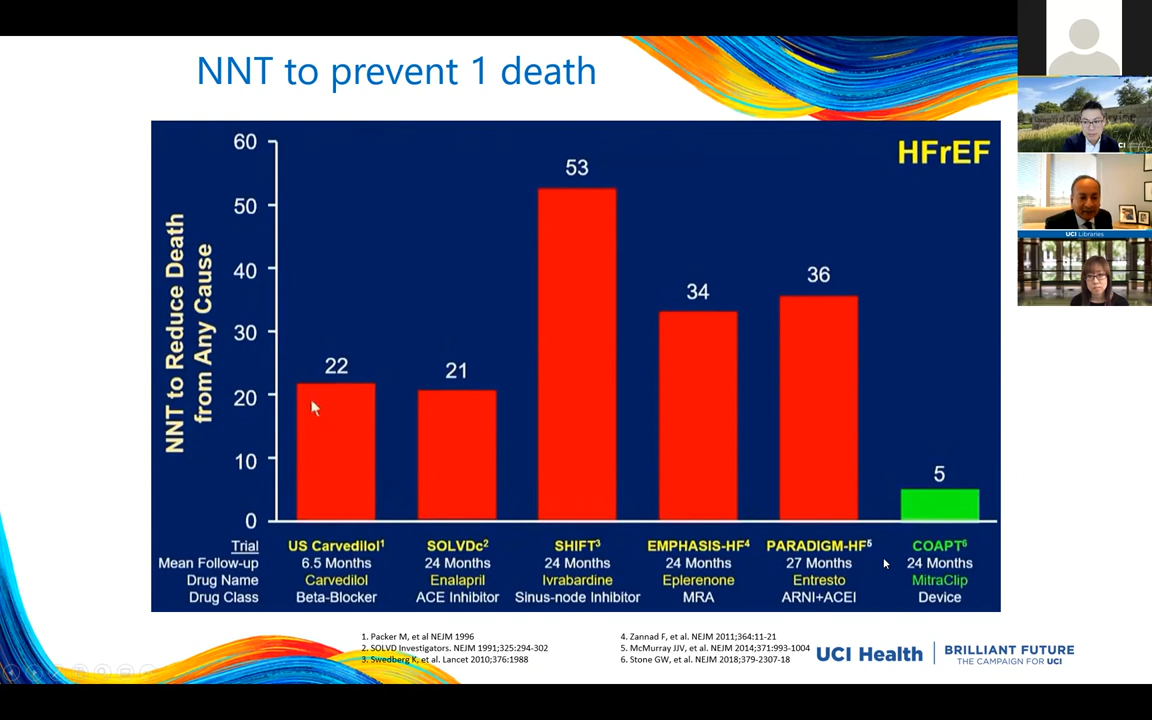 NNT to prevent 1 death
HFrEF
NNT to Reduce Death
from Any Cause
60
50
40
30
20
10
0
22
21
53
34
36
5
Trial US Carvedilol1 SOLVDc2 SHIFT3 EMPHASIS-HF4 PARADIGM-HF5 COAPT6
Mean Follow-up 6.5 Months 24 Months 24 Months 24 Months 27 Months 24 Months
Drug Name Carvedilol Enalapril Ivrabardine Eplerenone Entresto MitraClip
Drug Class Beta-Blocker ACE Inhibitor Sinus-node Inhibitor MRA ARNI+ACEI Device
1. Packer M, et al NEJM 1996
2. SOLVD Investigators. NEJM 1991;325:294-302
3. Swedberg K, et al. Lancet 2010;376:1988
4. Zannad F, et al. NEJM 2011;364:11-21
5. McMurray JJV, et al. NEJM 2014;371:993-1004
6. Stone GW, et al. NEJM 2018;379-2307-18
UCI Health
BRILLIANT FUTURE
THE CAMPAIGN FOR UCI
UCI Libraries